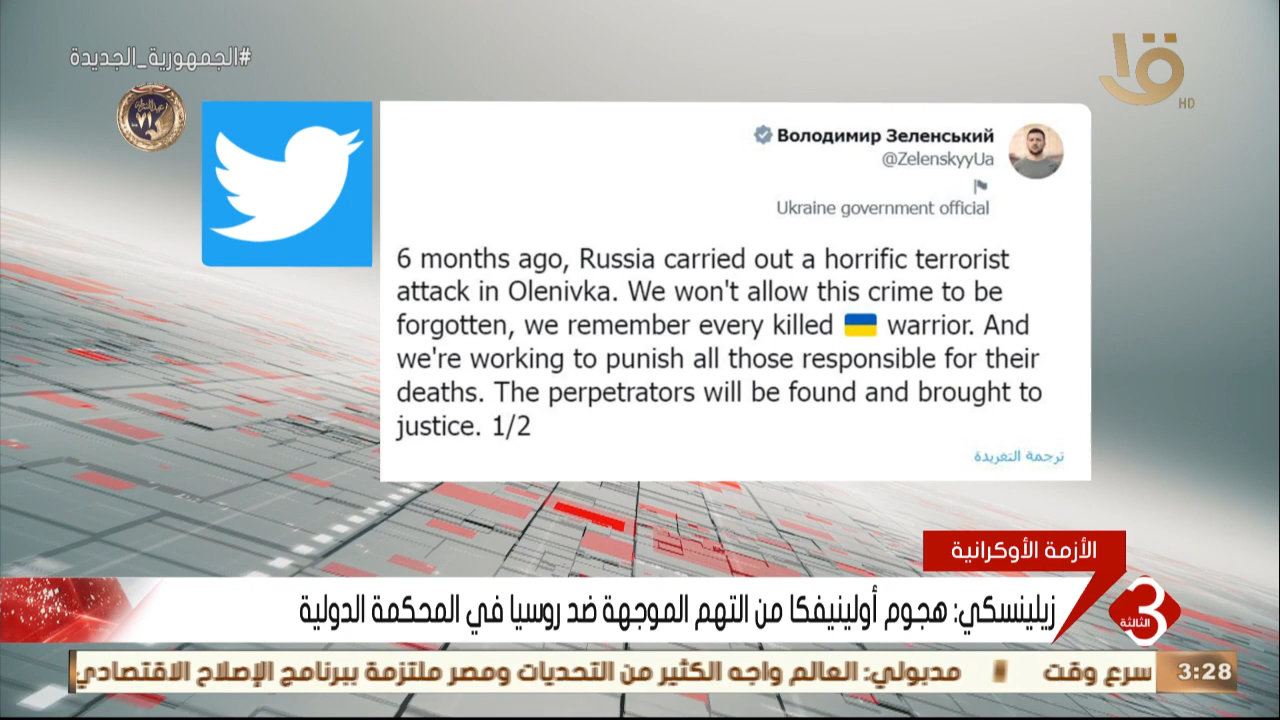 #الجمهورية_الجديدة
HD
٧١
Володимир Зеленський
@ZelenskyyUa
Ukraine government official
6 months ago, Russia carried out a horrific terrorist
attack in Olenivka. We won't allow this crime to be
forgotten, we remember every killed 🇺🇦 warrior. And
we're working to punish all those responsible for their
deaths. The perpetrators will be found and brought to
justice. 1/2
ترجمة التغريدة
الأزمة الأوكرانية
زيلينسكي: هجوم أولينيفكا من التهم الموجهة ضد روسيا في المحكمة الدولية
3 الثالثة
3:28
سرع وقت مدبولي: العالم واجه الكثير من التحديات ومصر ملتزمة ببرنامج الإصلاح الاقتصادي